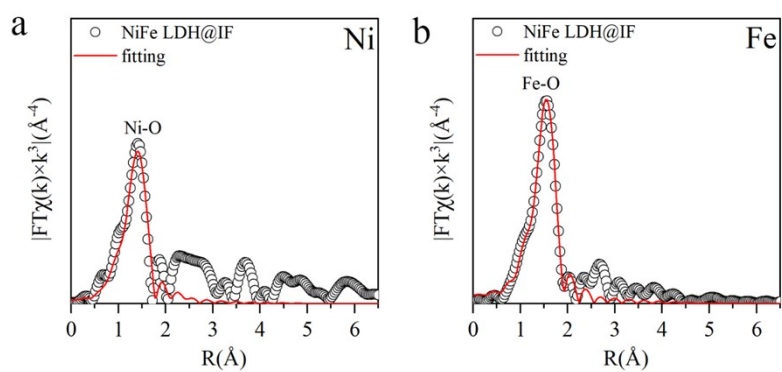 a
NiFe LDH@IF
fitting
Ni
Ni-O
|FTχ(k)×k³|(Å⁻⁴)
0 1 2 3 4 5 6
R(Å)
b
NiFe LDH@IF
fitting
Fe
Fe-O
|FTχ(k)×k³|(Å⁻⁴)
0 1 2 3 4 5 6
R(Å)